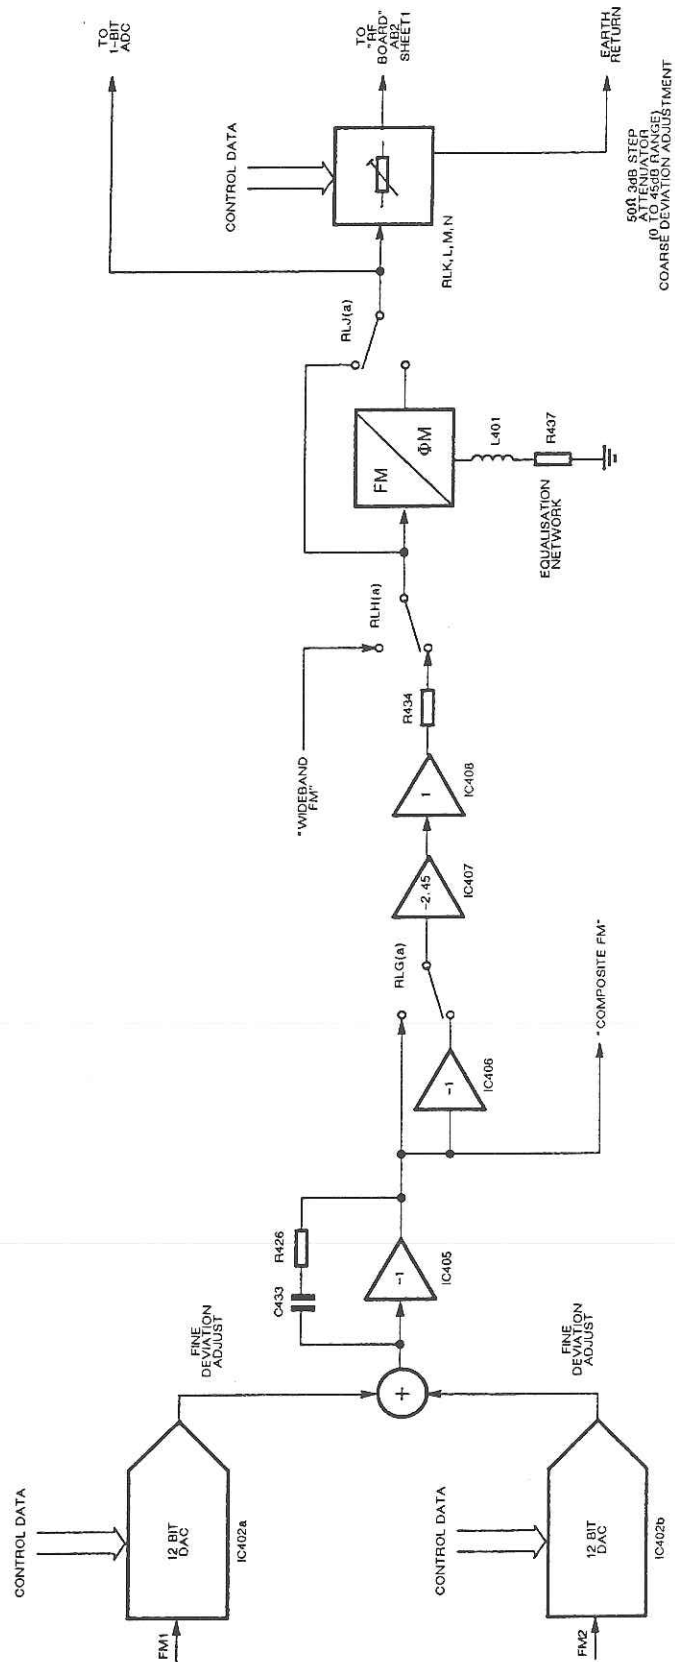 CONTROL DATA
FM1
12 BIT
DAC
IC402a
FINE
DEVIATION
ADJUST
CONTROL DATA
FM2
12 BIT
DAC
IC402b
FINE
DEVIATION
ADJUST
+
C433
R426
-1
IC405
-1
IC406
"COMPOSITE FM"
RLG(a)
-2.45
IC407
1
IC408
R434
"WIDEBAND
FM"
RLH(a)
FM
ΦM
L401
R437
EQUALISATION
NETWORK
RLJ(a)
CONTROL DATA
RLK,L,M,N
TO
1-BIT
ADC
TO
"RF
BOARD"
AB2
SHEET1
EARTH
RETURN
50Ω 3dB STEP
ATTENUATOR
(0 TO 45dB RANGE)
COARSE DEVIATION ADJUSTMENT